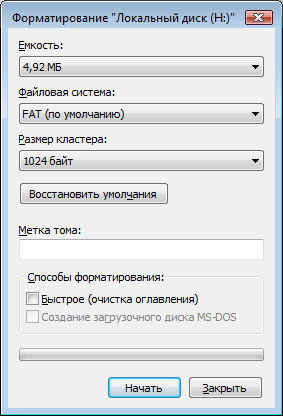 Форматирование "Локальный диск (H:)"
Емкость:
4,92 МБ
Файловая система:
FAT (по умолчанию)
Размер кластера:
1024 байт
Восстановить умолчания
Метка тома:
Способы форматирования:
Быстрое (очистка оглавления)
Создание загрузочного диска MS-DOS
Начать
Закрыть